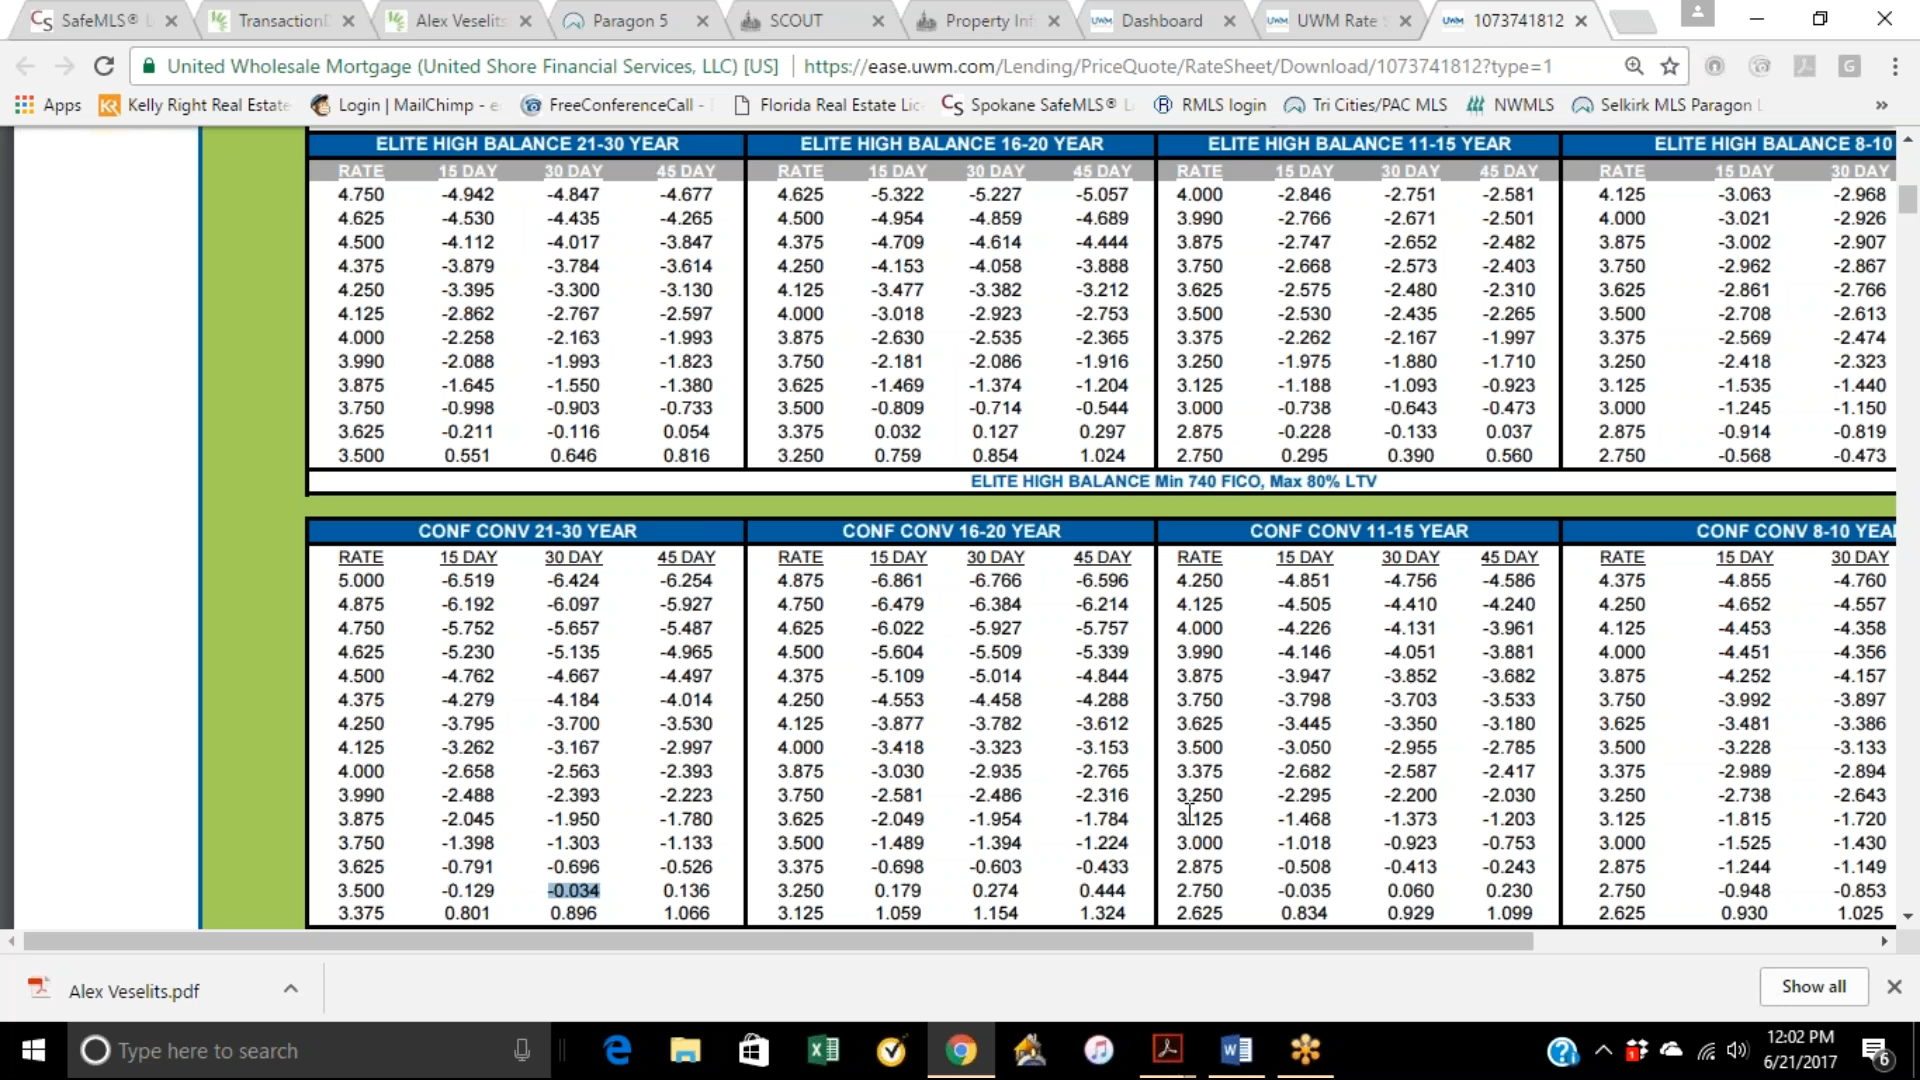 SafeMLS® L
TransactionD
Alex Veselits
Paragon 5
SCOUT
Property Inf
Dashboard
UWM Rate S
1073741812
United Wholesale Mortgage (United Shore Financial Services, LLC) [US]
https://ease.uwm.com/Lending/PriceQuote/RateSheet/Download/1073741812?type=1
Apps Kelly Right Real Estate Login | MailChimp - e FreeConferenceCall - Florida Real Estate Lic Spokane SafeMLS® L RMLS login Tri Cities/PAC MLS NWMLS Selkirk MLS Paragon L »
ELITE HIGH BALANCE 21-30 YEAR ELITE HIGH BALANCE 16-20 YEAR ELITE HIGH BALANCE 11-15 YEAR ELITE HIGH BALANCE 8-10
RATE 15 DAY 30 DAY 45 DAY RATE 15 DAY 30 DAY 45 DAY RATE 15 DAY 30 DAY 45 DAY RATE 15 DAY 30 DAY
4.750 -4.942 -4.847 -4.677 4.625 -5.322 -5.227 -5.057 4.000 -2.846 -2.751 -2.581 4.125 -3.063 -2.968
4.625 -4.530 -4.435 -4.265 4.500 -4.954 -4.859 -4.689 3.990 -2.766 -2.671 -2.501 4.000 -3.021 -2.926
4.500 -4.112 -4.017 -3.847 4.375 -4.709 -4.614 -4.444 3.875 -2.747 -2.652 -2.482 3.875 -3.002 -2.907
4.375 -3.879 -3.784 -3.614 4.250 -4.153 -4.058 -3.888 3.750 -2.668 -2.573 -2.403 3.750 -2.962 -2.867
4.250 -3.395 -3.300 -3.130 4.125 -3.477 -3.382 -3.212 3.625 -2.575 -2.480 -2.310 3.625 -2.861 -2.766
4.125 -2.862 -2.767 -2.597 4.000 -3.018 -2.923 -2.753 3.500 -2.530 -2.435 -2.265 3.500 -2.708 -2.613
4.000 -2.258 -2.163 -1.993 3.875 -2.630 -2.535 -2.365 3.375 -2.262 -2.167 -1.997 3.375 -2.569 -2.474
3.990 -2.088 -1.993 -1.823 3.750 -2.181 -2.086 -1.916 3.250 -1.975 -1.880 -1.710 3.250 -2.418 -2.323
3.875 -1.645 -1.550 -1.380 3.625 -1.469 -1.374 -1.204 3.125 -1.188 -1.093 -0.923 3.125 -1.535 -1.440
3.750 -0.998 -0.903 -0.733 3.500 -0.809 -0.714 -0.544 3.000 -0.738 -0.643 -0.473 3.000 -1.245 -1.150
3.625 -0.211 -0.116 0.054 3.375 0.032 0.127 0.297 2.875 -0.228 -0.133 0.037 2.875 -0.914 -0.819
3.500 0.551 0.646 0.816 3.250 0.759 0.854 1.024 2.750 0.295 0.390 0.560 2.750 -0.568 -0.473
ELITE HIGH BALANCE Min 740 FICO, Max 80% LTV
CONF CONV 21-30 YEAR CONF CONV 16-20 YEAR CONF CONV 11-15 YEAR CONF CONV 8-10 YEA
RATE 15 DAY 30 DAY 45 DAY RATE 15 DAY 30 DAY 45 DAY RATE 15 DAY 30 DAY 45 DAY RATE 15 DAY 30 DAY
5.000 -6.519 -6.424 -6.254 4.875 -6.861 -6.766 -6.596 4.250 -4.851 -4.756 -4.586 4.375 -4.855 -4.760
4.875 -6.192 -6.097 -5.927 4.750 -6.479 -6.384 -6.214 4.125 -4.505 -4.410 -4.240 4.250 -4.652 -4.557
4.750 -5.752 -5.657 -5.487 4.625 -6.022 -5.927 -5.757 4.000 -4.226 -4.131 -3.961 4.125 -4.453 -4.358
4.625 -5.230 -5.135 -4.965 4.500 -5.604 -5.509 -5.339 3.990 -4.146 -4.051 -3.881 4.000 -4.451 -4.356
4.500 -4.762 -4.667 -4.497 4.375 -5.109 -5.014 -4.844 3.875 -3.947 -3.852 -3.682 3.875 -4.252 -4.157
4.375 -4.279 -4.184 -4.014 4.250 -4.553 -4.458 -4.288 3.750 -3.798 -3.703 -3.533 3.750 -3.992 -3.897
4.250 -3.795 -3.700 -3.530 4.125 -3.877 -3.782 -3.612 3.625 -3.445 -3.350 -3.180 3.625 -3.481 -3.386
4.125 -3.262 -3.167 -2.997 4.000 -3.418 -3.323 -3.153 3.500 -3.050 -2.955 -2.785 3.500 -3.228 -3.133
4.000 -2.658 -2.563 -2.393 3.875 -3.030 -2.935 -2.765 3.375 -2.682 -2.587 -2.417 3.375 -2.989 -2.894
3.990 -2.488 -2.393 -2.223 3.750 -2.581 -2.486 -2.316 3.250 -2.295 -2.200 -2.030 3.250 -2.738 -2.643
3.875 -2.045 -1.950 -1.780 3.625 -2.049 -1.954 -1.784 3.125 -1.468 -1.373 -1.203 3.125 -1.815 -1.720
3.750 -1.398 -1.303 -1.133 3.500 -1.489 -1.394 -1.224 3.000 -1.018 -0.923 -0.753 3.000 -1.525 -1.430
3.625 -0.791 -0.696 -0.526 3.375 -0.698 -0.603 -0.433 2.875 -0.508 -0.413 -0.243 2.875 -1.244 -1.149
3.500 -0.129 -0.034 0.136 3.250 0.179 0.274 0.444 2.750 -0.035 0.060 0.230 2.750 -0.948 -0.853
3.375 0.801 0.896 1.066 3.125 1.059 1.154 1.324 2.625 0.834 0.929 1.099 2.625 0.930 1.025
Alex Veselits.pdf
Show all
Type here to search
12:02 PM
6/21/2017
6